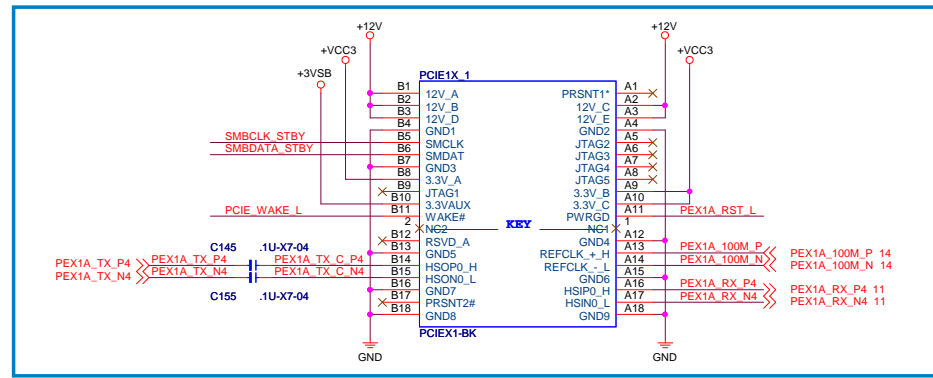 +12V +12V
+VCC3 +VCC3
+3VSB
PCIE1X_1
B1 12V_A PRSNT1* A1
B2 12V_B 12V_C A2
B3 12V_D 12V_E A3
B4 GND1 GND2 A4
SMBCLK_STBY B5 SMCLK JTAG2 A5
SMBDATA_STBY B6 SMDAT JTAG3 A6
B7 GND3 JTAG4 A7
B8 3.3V_A JTAG5 A8
B9 JTAG1 3.3V_B A9
B10 3.3VAUX 3.3V_C A10
PCIE_WAKE_L B11 WAKE# PWRGD A11 PEX1A_RST_L
2 NC2 KEY NC1 1
B12 RSVD_A GND4 A12
B13 GND5 REFCLK_+_H A13 PEX1A_100M_P PEX1A_100M_P 14
PEX1A_TX_P4 PEX1A_TX_P4 C145 .1U-X7-04 PEX1A_TX_C_P4 B14 HSOP0_H REFCLK_-_L A14 PEX1A_100M_N PEX1A_100M_N 14
PEX1A_TX_N4 PEX1A_TX_N4 C155 .1U-X7-04 PEX1A_TX_C_N4 B15 HSON0_L GND6 A15
B16 GND7 HSIP0_H A16 PEX1A_RX_P4 PEX1A_RX_P4 11
B17 PRSNT2# HSIN0_L A17 PEX1A_RX_N4 PEX1A_RX_N4 11
B18 GND8 GND9 A18
PCIEX1-BK
GND GND